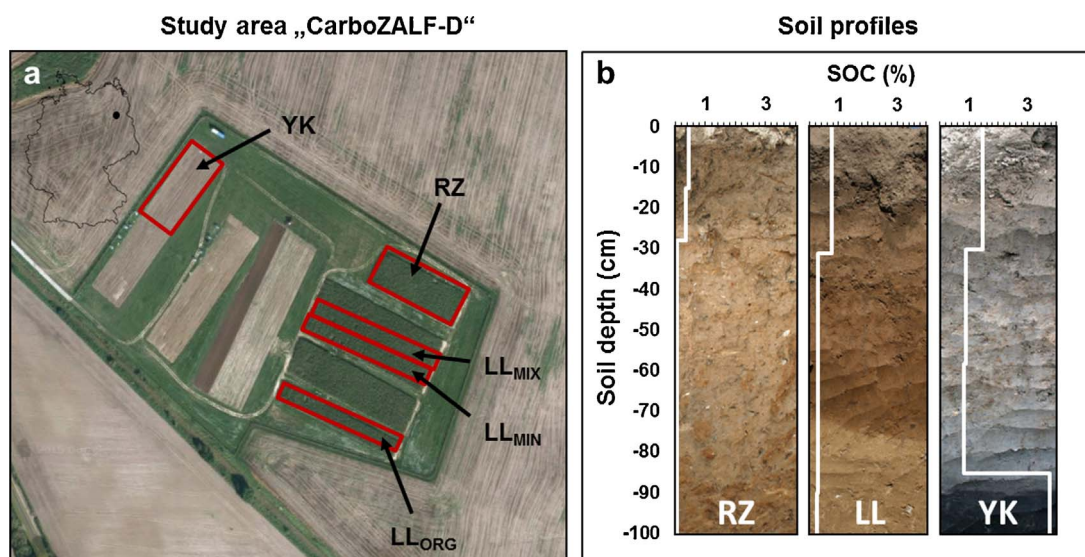 Study area „CarboZALF-D“
Soil profiles
a
YK
RZ
LLMIX
LLMIN
LLORG
b
SOC (%)
1 3 1 3 1 3
Soil depth (cm)
0
-10
-20
-30
-40
-50
-60
-70
-80
-90
-100
RZ
LL
YK